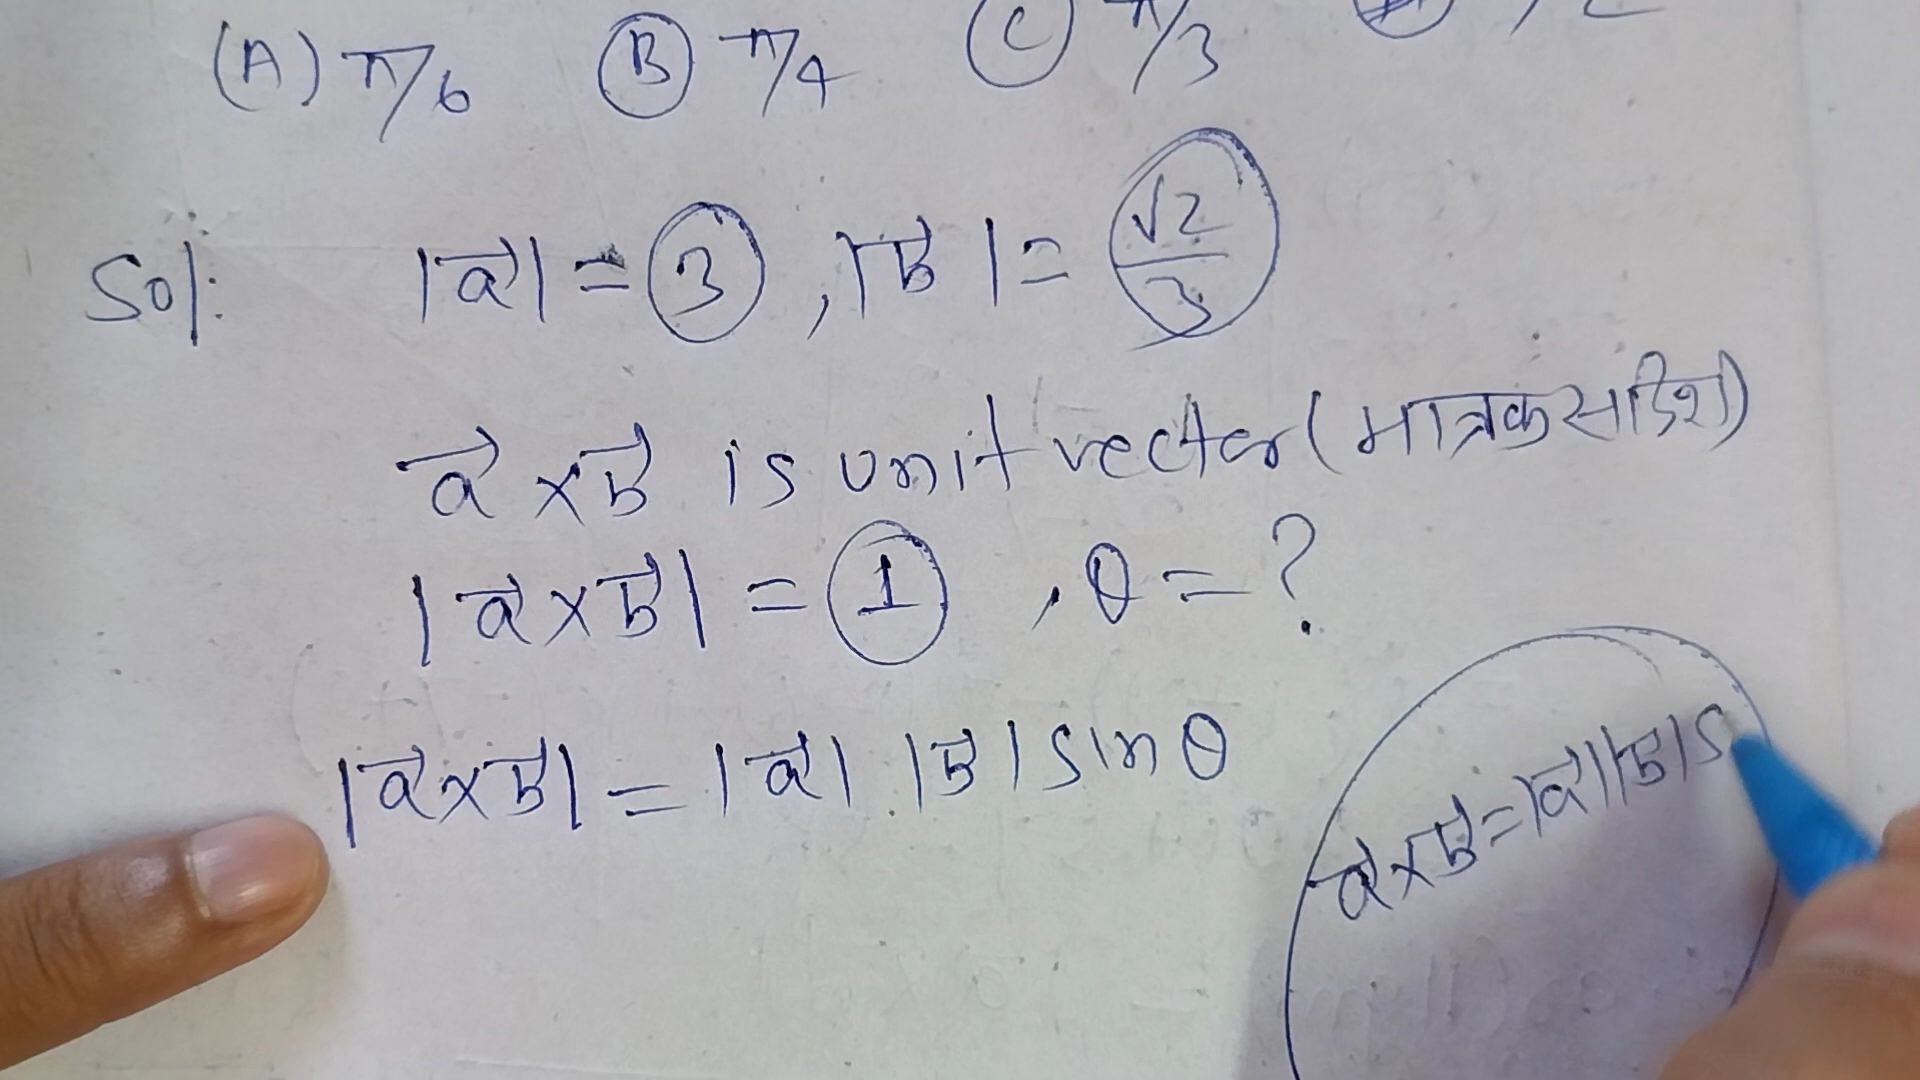 (A) π/6 (B) π/4 (C) π/3
Sol: |a⃗| = 3 , |b⃗| = √2/3
a⃗ × b⃗ is unit vector (मात्रक सदिश)
|a⃗ × b⃗| = 1 , θ = ?
|a⃗ × b⃗| = |a⃗| |b⃗| sin θ
a⃗ × b⃗ = |a⃗| |b⃗| S